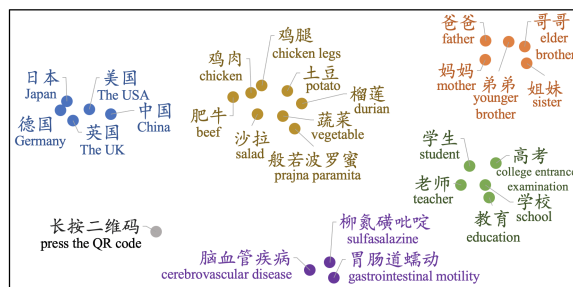 日本
Japan
美国
The USA
德国
Germany
英国
The UK
中国
China
鸡肉
chicken
鸡腿
chicken legs
土豆
potato
肥牛
beef
榴莲
durian
沙拉
salad
蔬菜
vegetable
般若波罗蜜
prajna paramita
爸爸
father
哥哥
elder
brother
妈妈
mother
弟弟
younger
brother
姐妹
sister
学生
student
高考
college entrance
examination
老师
teacher
学校
school
教育
education
长按二维码
press the QR code
柳氮磺吡啶
sulfasalazine
脑血管疾病
cerebrovascular disease
胃肠道蠕动
gastrointestinal motility